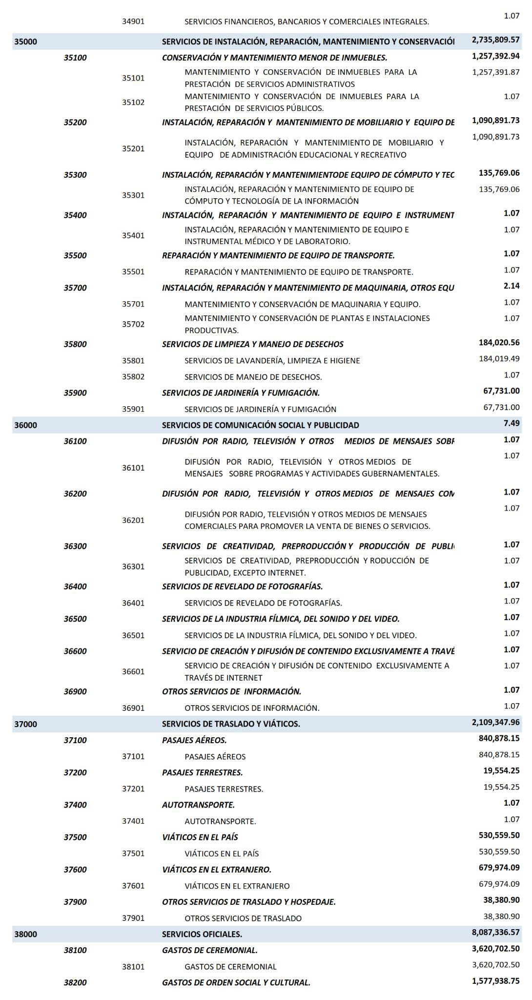 34901 SERVICIOS FINANCIEROS, BANCARIOS Y COMERCIALES INTEGRALES. 1.07
35000 SERVICIOS DE INSTALACIÓN, REPARACIÓN, MANTENIMIENTO Y CONSERVACIÓN 2,735,809.57
35100 CONSERVACIÓN Y MANTENIMIENTO MENOR DE INMUEBLES. 1,257,392.94
35101 MANTENIMIENTO Y CONSERVACIÓN DE INMUEBLES PARA LA 1,257,391.87
PRESTACIÓN DE SERVICIOS ADMINISTRATIVOS
35102 MANTENIMIENTO Y CONSERVACIÓN DE INMUEBLES PARA LA 1.07
PRESTACIÓN DE SERVICIOS PÚBLICOS.
35200 INSTALACIÓN, REPARACIÓN Y MANTENIMIENTO DE MOBILIARIO Y EQUIPO DE 1,090,891.73
35201 INSTALACIÓN, REPARACIÓN Y MANTENIMIENTO DE MOBILIARIO Y 1,090,891.73
EQUIPO DE ADMINISTRACIÓN EDUCACIONAL Y RECREATIVO
35300 INSTALACIÓN, REPARACIÓN Y MANTENIMIENTODE EQUIPO DE CÓMPUTO Y TEC 135,769.06
35301 INSTALACIÓN, REPARACIÓN Y MANTENIMIENTO DE EQUIPO DE 135,769.06
CÓMPUTO Y TECNOLOGÍA DE LA INFORMACIÓN
35400 INSTALACIÓN, REPARACIÓN Y MANTENIMIENTO DE EQUIPO E INSTRUMENT 1.07
35401 INSTALACIÓN, REPARACIÓN Y MANTENIMIENTO DE EQUIPO E 1.07
INSTRUMENTAL MÉDICO Y DE LABORATORIO.
35500 REPARACIÓN Y MANTENIMIENTO DE EQUIPO DE TRANSPORTE. 1.07
35501 REPARACIÓN Y MANTENIMIENTO DE EQUIPO DE TRANSPORTE. 1.07
35700 INSTALACIÓN, REPARACIÓN Y MANTENIMIENTO DE MAQUINARIA, OTROS EQU 2.14
35701 MANTENIMIENTO Y CONSERVACIÓN DE MAQUINARIA Y EQUIPO. 1.07
35702 MANTENIMIENTO Y CONSERVACIÓN DE PLANTAS E INSTALACIONES 1.07
PRODUCTIVAS.
35800 SERVICIOS DE LIMPIEZA Y MANEJO DE DESECHOS 184,020.56
35801 SERVICIOS DE LAVANDERÍA, LIMPIEZA E HIGIENE 184,019.49
35802 SERVICIOS DE MANEJO DE DESECHOS. 1.07
35900 SERVICIOS DE JARDINERÍA Y FUMIGACIÓN. 67,731.00
35901 SERVICIOS DE JARDINERÍA Y FUMIGACIÓN 67,731.00
36000 SERVICIOS DE COMUNICACIÓN SOCIAL Y PUBLICIDAD 7.49
36100 DIFUSIÓN POR RADIO, TELEVISIÓN Y OTROS MEDIOS DE MENSAJES SOBR 1.07
36101 DIFUSIÓN POR RADIO, TELEVISIÓN Y OTROS MEDIOS DE 1.07
MENSAJES SOBRE PROGRAMAS Y ACTIVIDADES GUBERNAMENTALES.
36200 DIFUSIÓN POR RADIO, TELEVISIÓN Y OTROS MEDIOS DE MENSAJES COM 1.07
36201 DIFUSIÓN POR RADIO, TELEVISIÓN Y OTROS MEDIOS DE MENSAJES 1.07
COMERCIALES PARA PROMOVER LA VENTA DE BIENES O SERVICIOS.
36300 SERVICIOS DE CREATIVIDAD, PREPRODUCCIÓN Y PRODUCCIÓN DE PUBLI 1.07
36301 SERVICIOS DE CREATIVIDAD, PREPRODUCCIÓN Y RODUCCIÓN DE 1.07
PUBLICIDAD, EXCEPTO INTERNET.
36400 SERVICIOS DE REVELADO DE FOTOGRAFÍAS. 1.07
36401 SERVICIOS DE REVELADO DE FOTOGRAFÍAS. 1.07
36500 SERVICIOS DE LA INDUSTRIA FÍLMICA, DEL SONIDO Y DEL VIDEO. 1.07
36501 SERVICIOS DE LA INDUSTRIA FÍLMICA, DEL SONIDO Y DEL VIDEO. 1.07
36600 SERVICIO DE CREACIÓN Y DIFUSIÓN DE CONTENIDO EXCLUSIVAMENTE A TRAVÉ 1.07
36601 SERVICIO DE CREACIÓN Y DIFUSIÓN DE CONTENIDO EXCLUSIVAMENTE A 1.07
TRAVÉS DE INTERNET
36900 OTROS SERVICIOS DE INFORMACIÓN. 1.07
36901 OTROS SERVICIOS DE INFORMACIÓN. 1.07
37000 SERVICIOS DE TRASLADO Y VIÁTICOS. 2,109,347.96
37100 PASAJES AÉREOS. 840,878.15
37101 PASAJES AÉREOS 840,878.15
37200 PASAJES TERRESTRES. 19,554.25
37201 PASAJES TERRESTRES. 19,554.25
37400 AUTOTRANSPORTE. 1.07
37401 AUTOTRANSPORTE. 1.07
37500 VIÁTICOS EN EL PAÍS 530,559.50
37501 VIÁTICOS EN EL PAÍS 530,559.50
37600 VIÁTICOS EN EL EXTRANJERO. 679,974.09
37601 VIÁTICOS EN EL EXTRANJERO 679,974.09
37900 OTROS SERVICIOS DE TRASLADO Y HOSPEDAJE. 38,380.90
37901 OTROS SERVICIOS DE TRASLADO 38,380.90
38000 SERVICIOS OFICIALES. 8,087,336.57
38100 GASTOS DE CEREMONIAL. 3,620,702.50
38101 GASTOS DE CEREMONIAL 3,620,702.50
38200 GASTOS DE ORDEN SOCIAL Y CULTURAL. 1,577,938.75